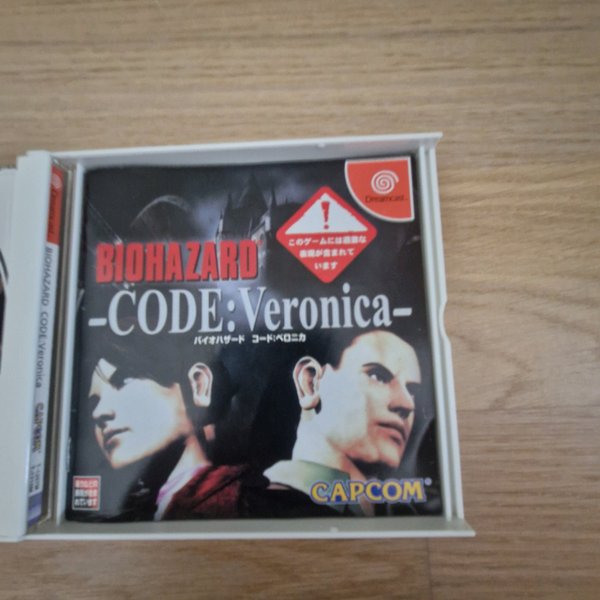 Dreamcast
このゲームには過激な
表現が含まれて
います
BIOHAZARD
-CODE:Veronica-
バイオハザード コード:ベロニカ
CAPCOM
BIOHAZARD CODE:Veronica
CAPCOM